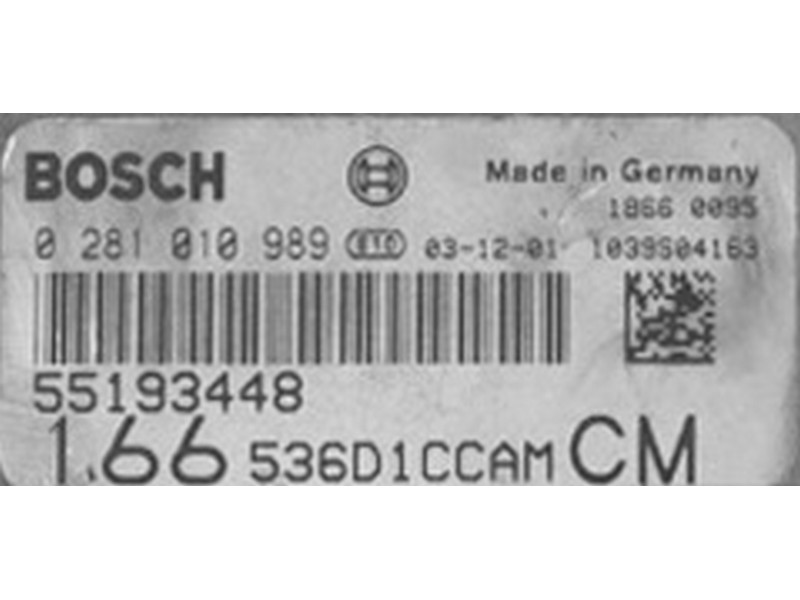 BOSCH
Made in Germany
1866 0095
0 281 010 989 EDC 03-12-01 1039S04163
55193448
1.66 536D1CCAM CM